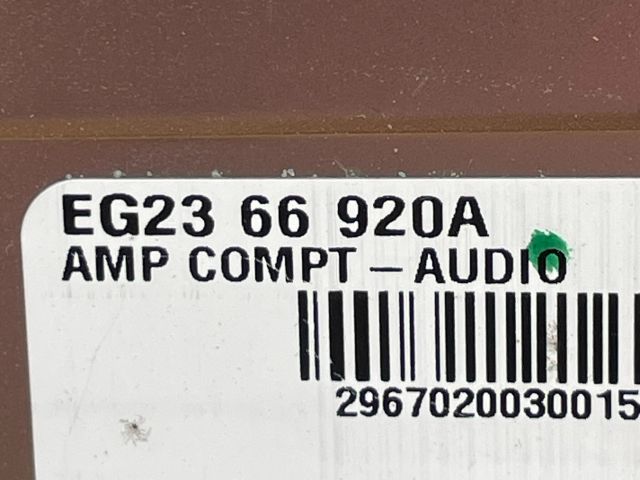 EG23 66 920A
AMP COMPT – AUDIO
2967020030015